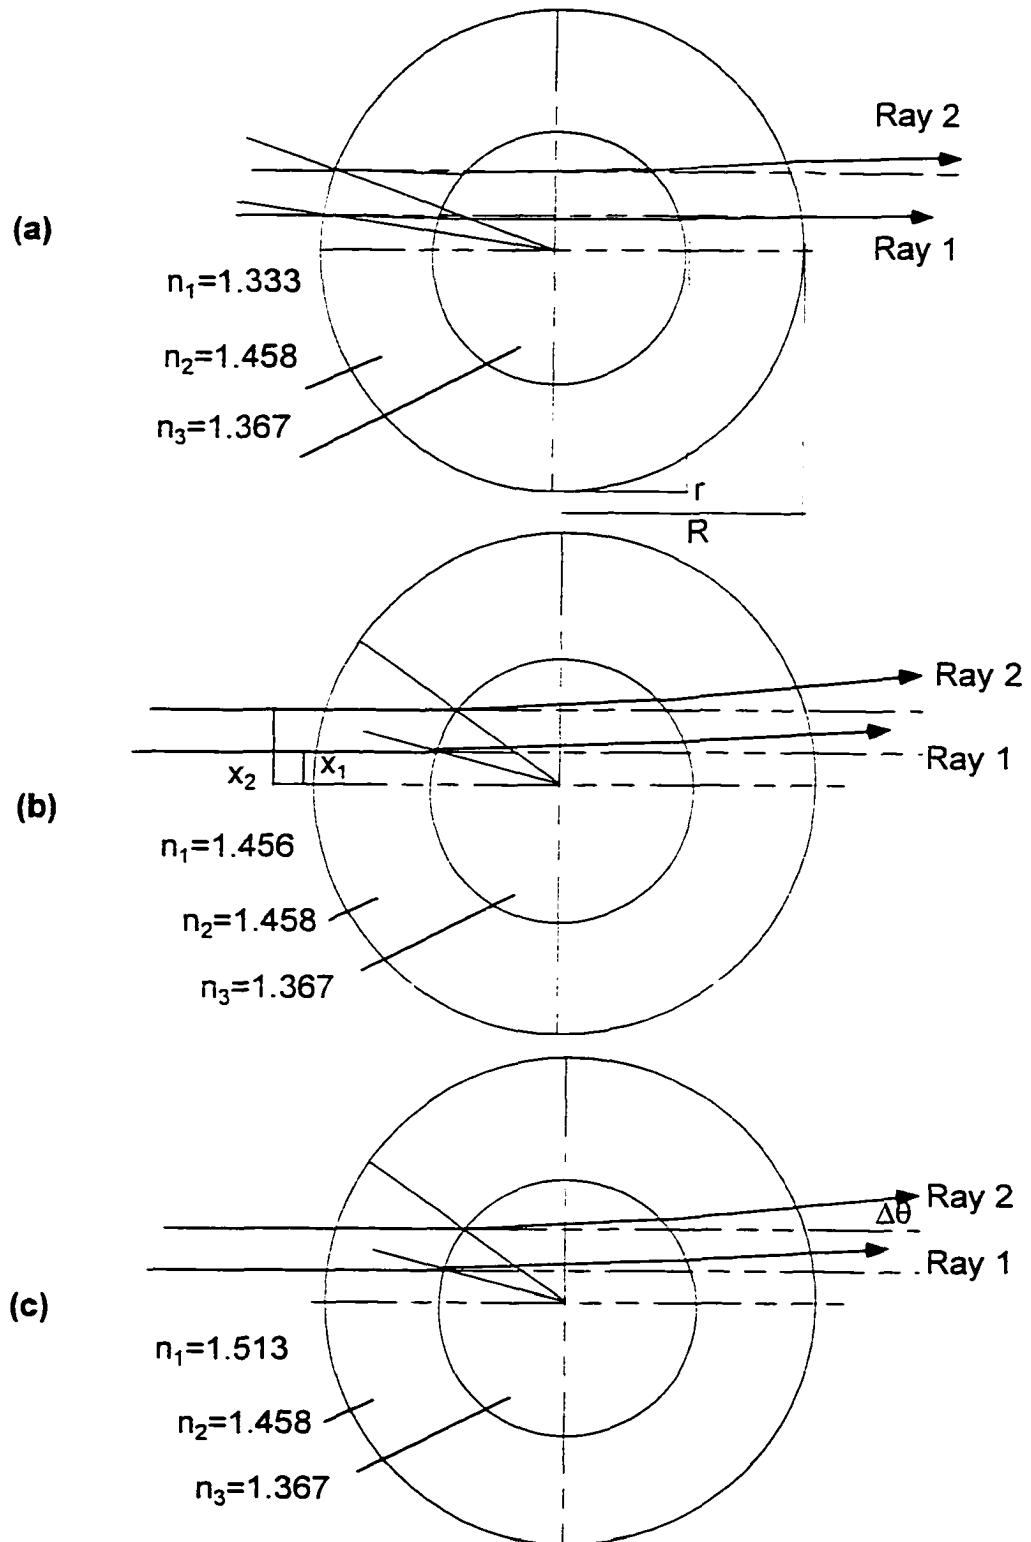 Ray 2
(a)
Ray 1
n₁=1.333
n₂=1.458
n₃=1.367
r
R
Ray 2
Ray 1
x₂
x₁
(b)
n₁=1.456
n₂=1.458
n₃=1.367
Ray 2
Δθ
Ray 1
(c)
n₁=1.513
n₂=1.458
n₃=1.367